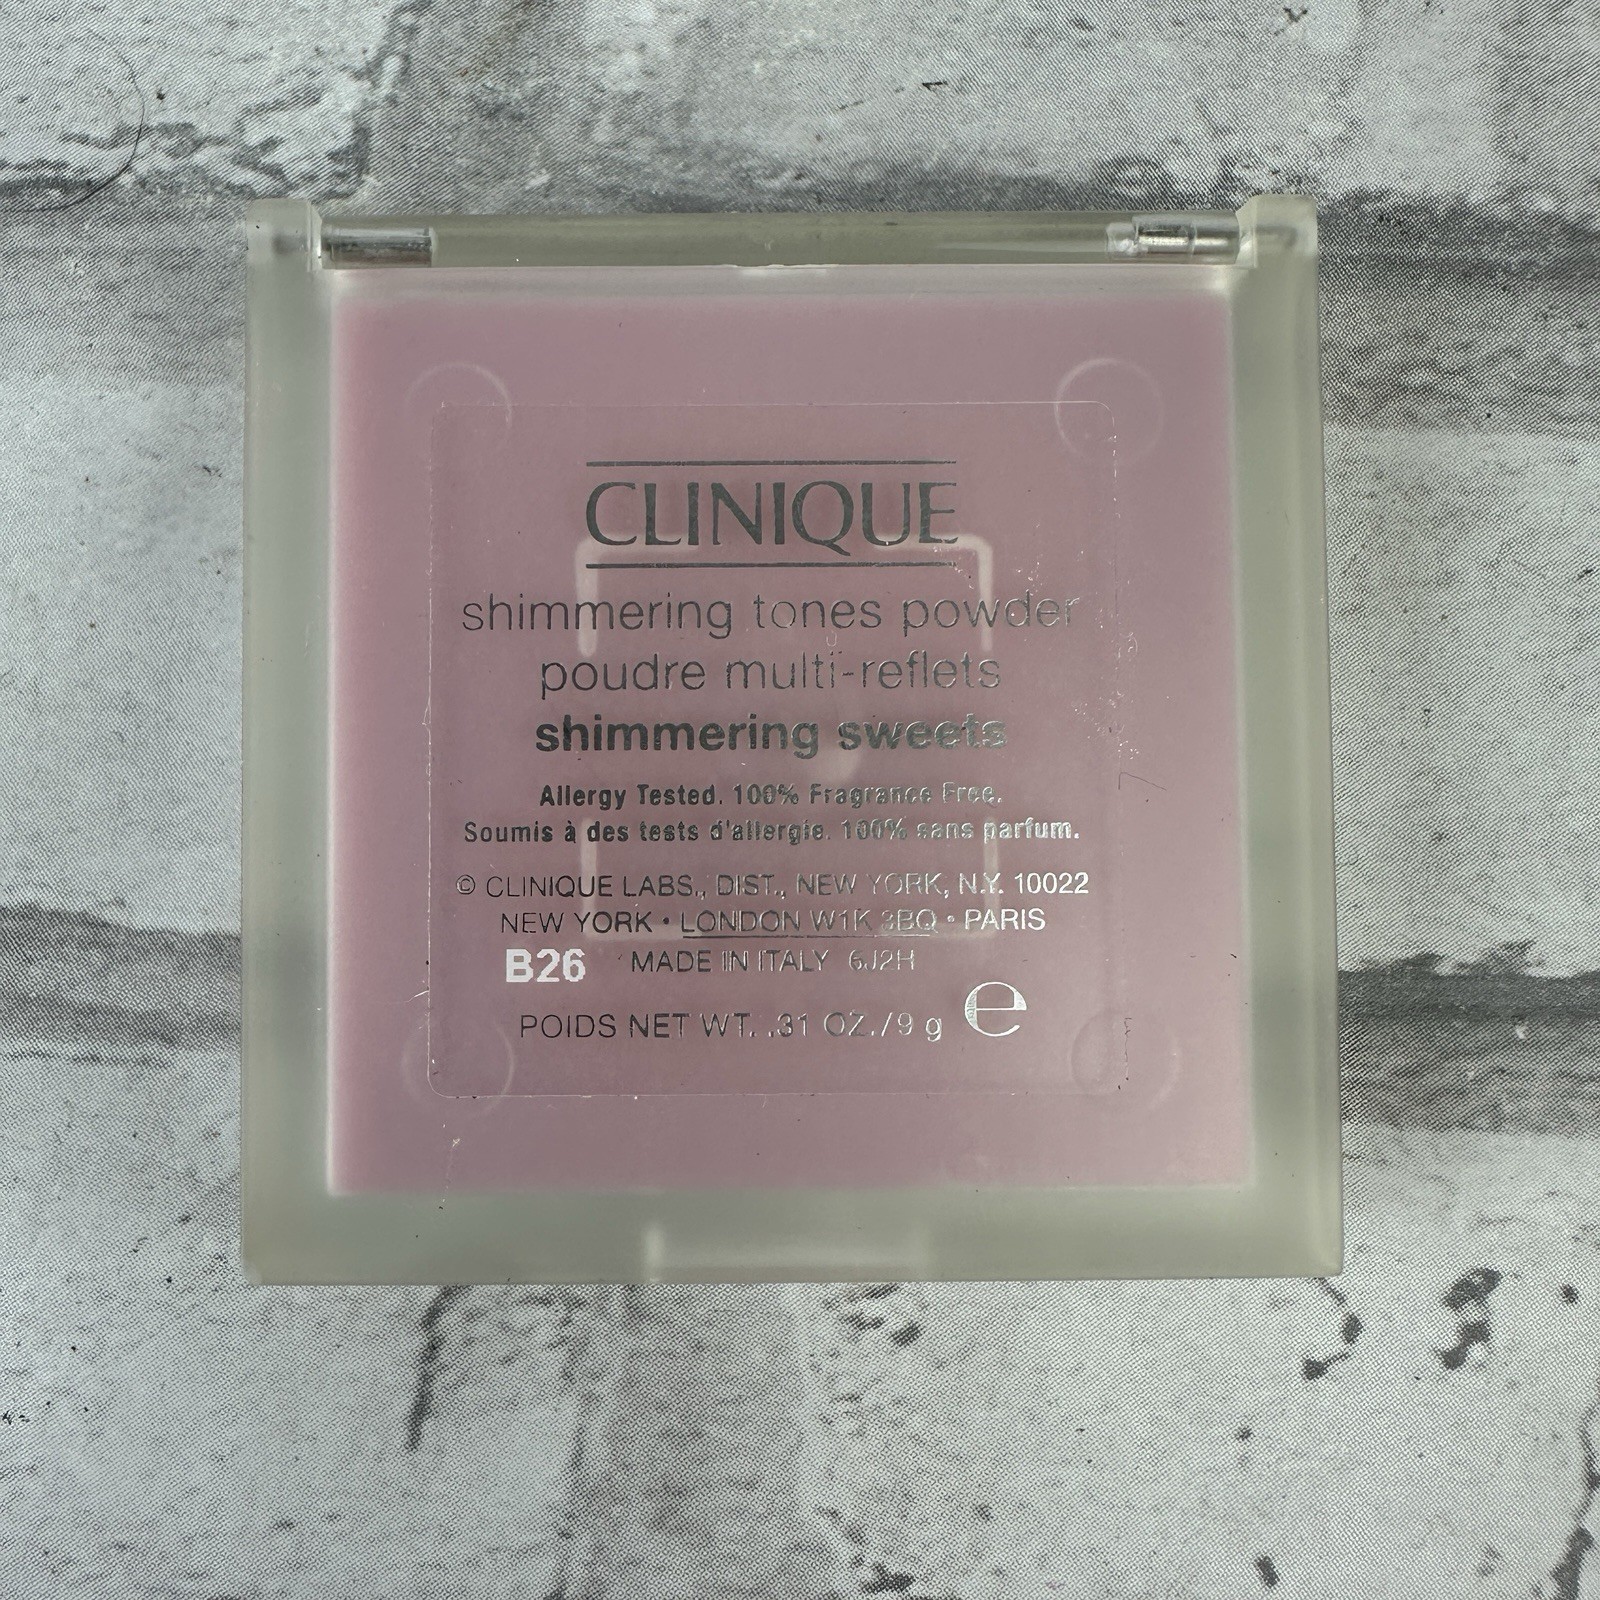 CLINIQUE
shimmering tones powder
poudre multi-reflets
shimmering sweets
Allergy Tested. 100% Fragrance Free.
Soumis à des tests d'allergie. 100% sans parfum.
© CLINIQUE LABS., DIST., NEW YORK, N.Y. 10022
NEW YORK • LONDON W1K 3BQ • PARIS
B26 MADE IN ITALY 6J2H
POIDS NET WT. .31 OZ./9 g e